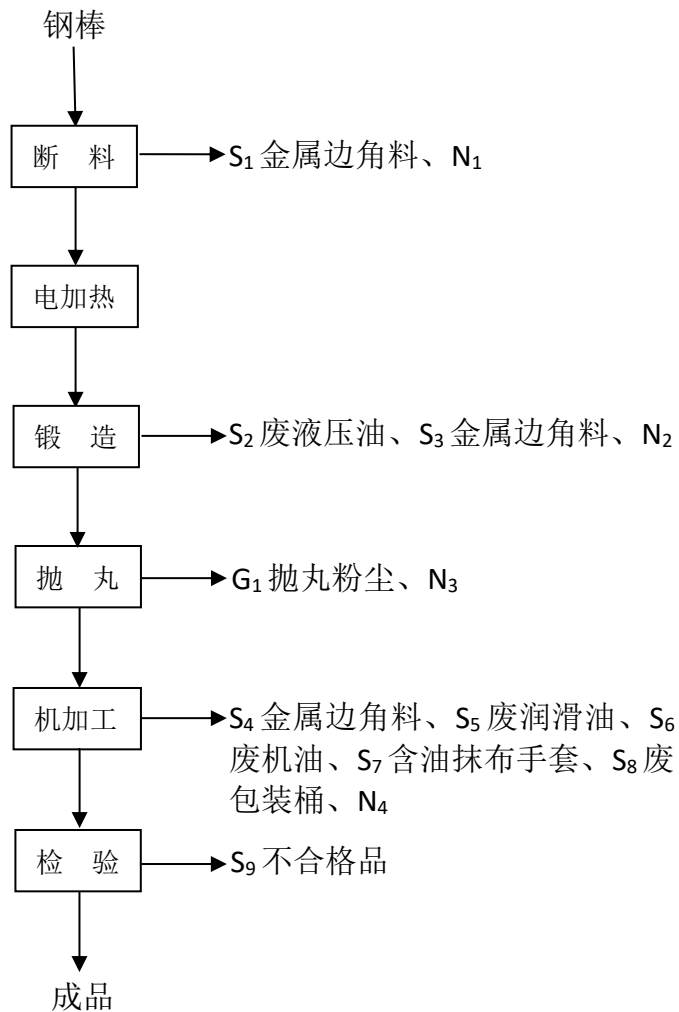 钢棒
断 料
S₁金属边角料、N₁
电加热
锻 造
S₂废液压油、S₃金属边角料、N₂
抛 丸
G₁抛丸粉尘、N₃
机加工
S₄金属边角料、S₅废润滑油、S₆
废机油、S₇含油抹布手套、S₈废
包装桶、N₄
检 验
S₉不合格品
成品